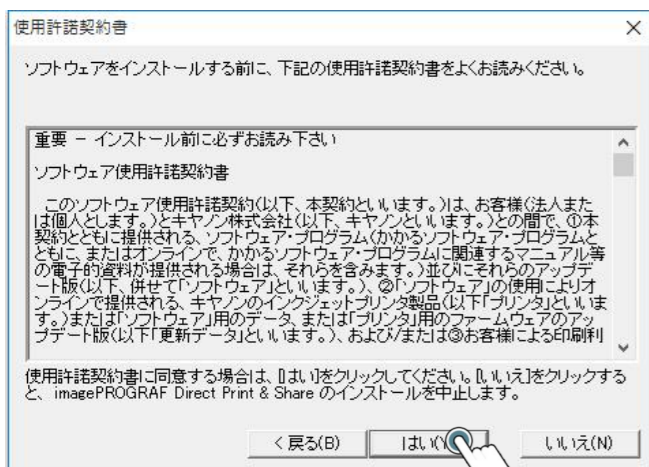 使用許諾契約書
ソフトウェアをインストールする前に、下記の使用許諾契約書をよくお読みください。
重要 － インストール前に必ずお読み下さい
ソフトウェア使用許諾契約書
このソフトウェア使用許諾契約(以下、本契約といいます。)は、お客様(法人また
は個人とします。)とキヤノン株式会社(以下、キヤノンといいます。)との間で、①本
契約とともに提供される、ソフトウェア・プログラム(かかるソフトウェア・プログラムと
ともに、またはオンラインで、かかるソフトウェア・プログラムに関連するマニュアル等
の電子的資料が提供される場合は、それらを含みます。)並びにそれらのアップデ
ート版(以下、併せて「ソフトウェア」といいます。)、②「ソフトウェア」の使用によりオ
ンラインで提供される、キヤノンのインクジェットプリンタ製品(以下「プリンタ」といいま
す。)または「ソフトウェア」用のデータ、または「プリンタ」用のファームウェアのアッ
プデート版(以下「更新データ」といいます。)、および/または③お客様による印刷利
使用許諾契約書に同意する場合は、[はい]をクリックしてください。[いいえ]をクリックする
と、imagePROGRAF Direct Print & Share のインストールを中止します。
< 戻る(B)
はい(Y)
いいえ(N)